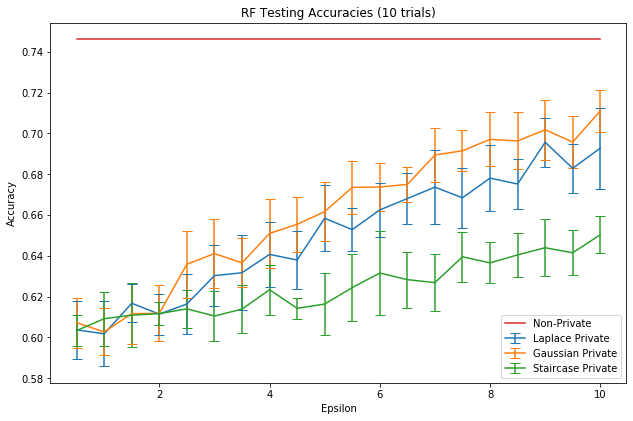 RF Testing Accuracies (10 trials)
0.74
0.72
0.70
0.68
0.66
0.64
0.62
0.60
0.58
Accuracy
2
4
6
8
10
Epsilon
Non-Private
Laplace Private
Gaussian Private
Staircase Private